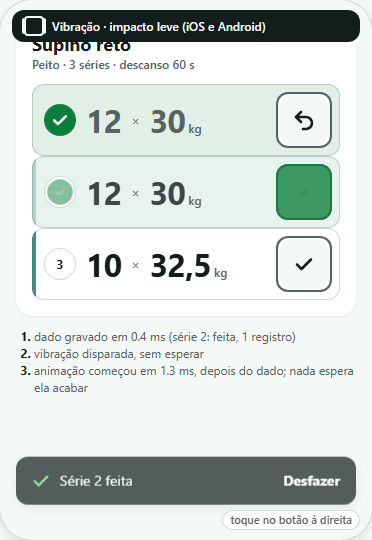 Vibração · impacto leve (iOS e Android)
Supino reto
Peito · 3 séries · descanso 60 s
12 × 30 kg
12 × 30 kg
3 10 × 32,5 kg
1. dado gravado em 0.4 ms (série 2: feita, 1 registro)
2. vibração disparada, sem esperar
3. animação começou em 1.3 ms, depois do dado; nada espera
ela acabar
Série 2 feita Desfazer
toque no botão à direita